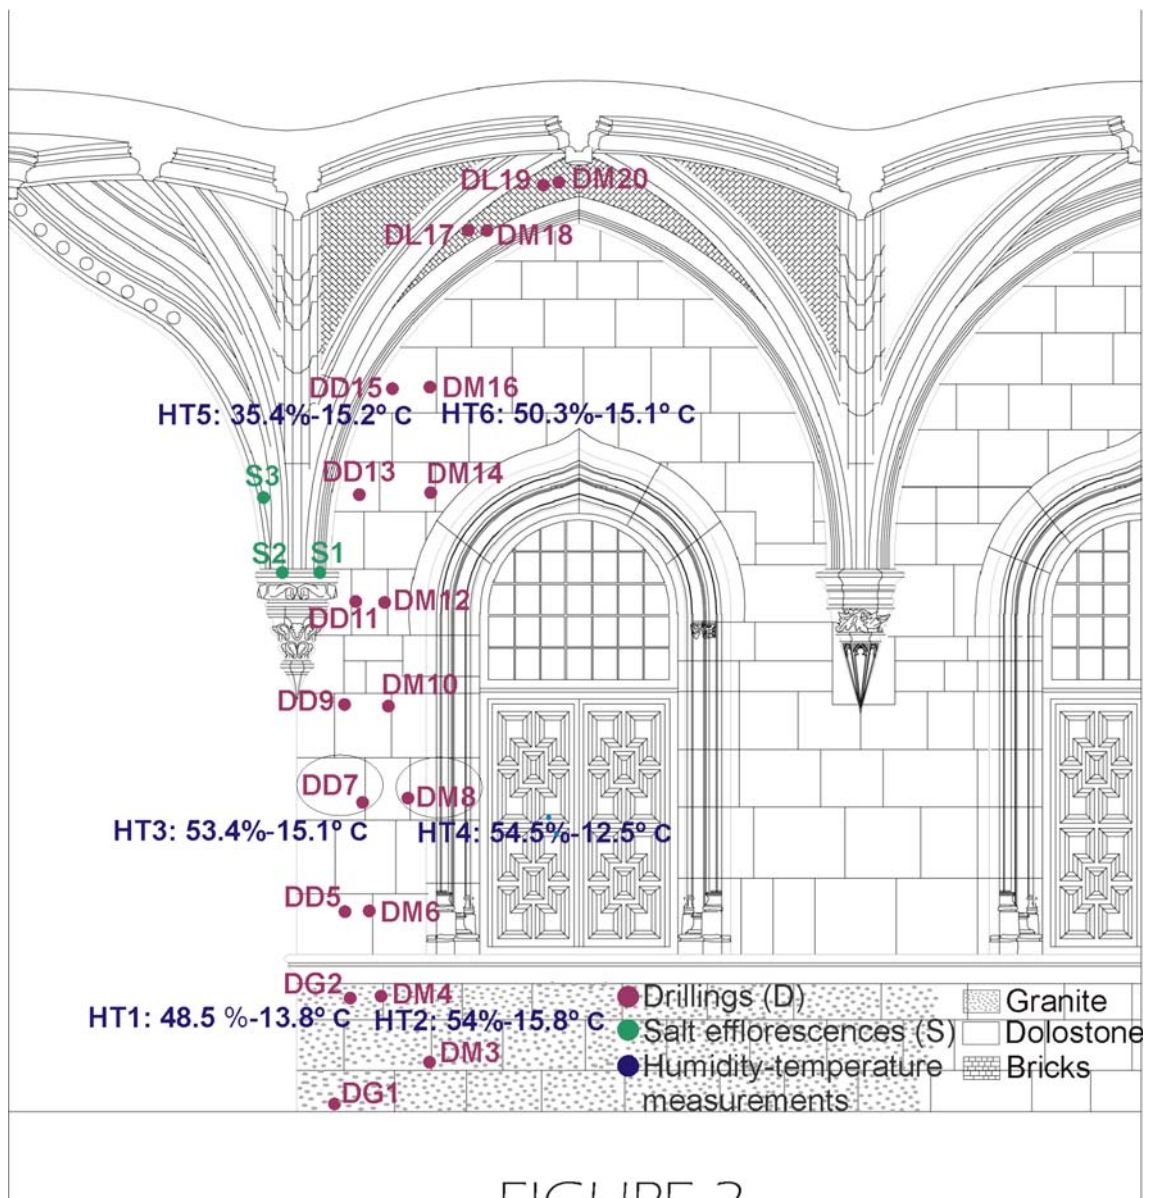 DL19 DM20
DL17 DM18
DD15 DM16
HT5: 35.4%-15.2º C HT6: 50.3%-15.1º C
S3 DD13 DM14
S2 S1
DD11 DM12
DD9 DM10
DD7 DM8
HT3: 53.4%-15.1º C HT4: 54.5%-12.5º C
DD5 DM6
DG2 DM4
HT1: 48.5 %-13.8º C HT2: 54%-15.8º C
DM3
DG1
Drillings (D)
Salt efflorescences (S)
Humidity-temperature
measurements
Granite
Dolostone
Bricks
FIGURE 2